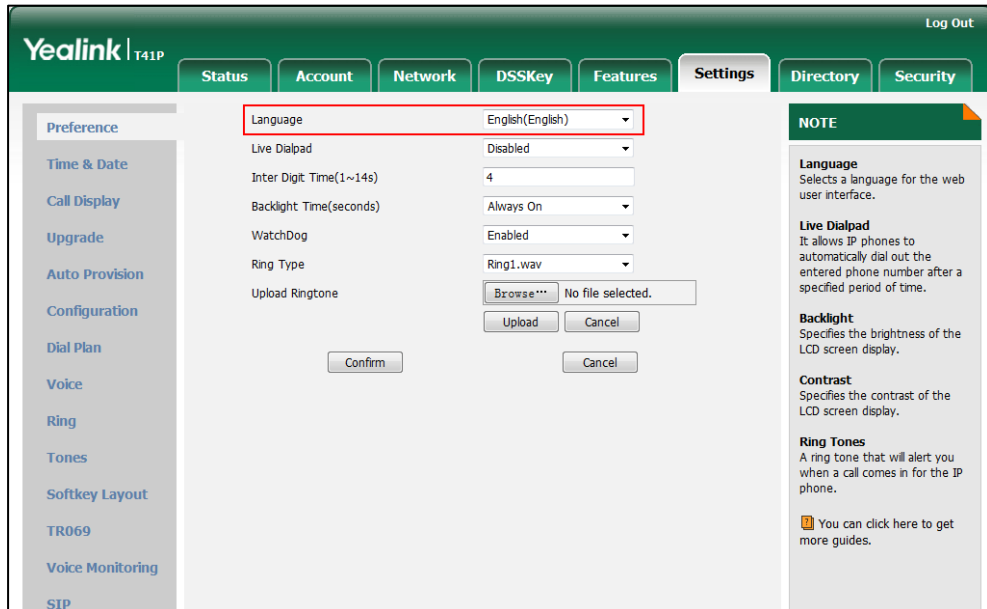 Log Out
Yealink | T41P
Status Account Network DSSKey Features Settings Directory Security
Preference
Time & Date
Call Display
Upgrade
Auto Provision
Configuration
Dial Plan
Voice
Ring
Tones
Softkey Layout
TR069
Voice Monitoring
SIP
Language English(English)
Live Dialpad Disabled
Inter Digit Time(1~14s) 4
Backlight Time(seconds) Always On
WatchDog Enabled
Ring Type Ring1.wav
Upload Ringtone Browse··· No file selected.
Upload Cancel
Confirm Cancel
NOTE
Language
Selects a language for the web
user interface.
Live Dialpad
It allows IP phones to
automatically dial out the
entered phone number after a
specified period of time.
Backlight
Specifies the brightness of the
LCD screen display.
Contrast
Specifies the contrast of the
LCD screen display.
Ring Tones
A ring tone that will alert you
when a call comes in for the IP
phone.
? You can click here to get
more guides.